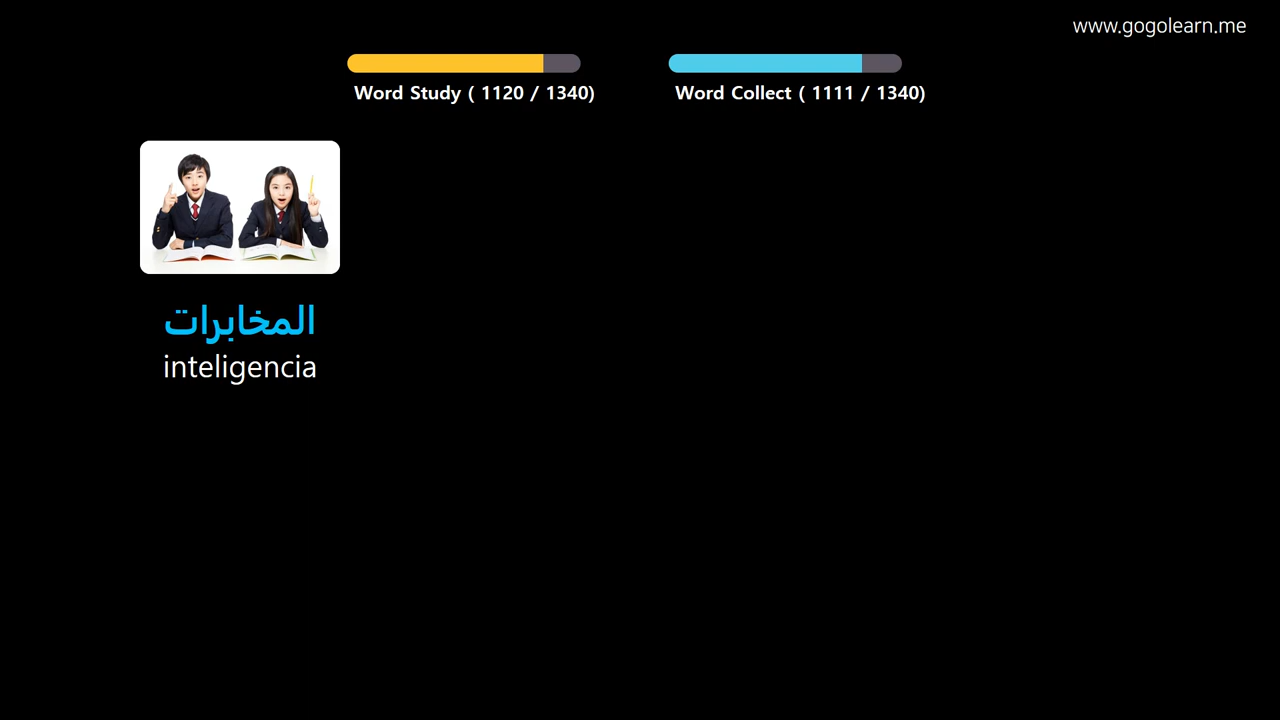 www.gogolearn.me
Word Study ( 1120 / 1340)
Word Collect ( 1111 / 1340)
المخابرات
inteligencia